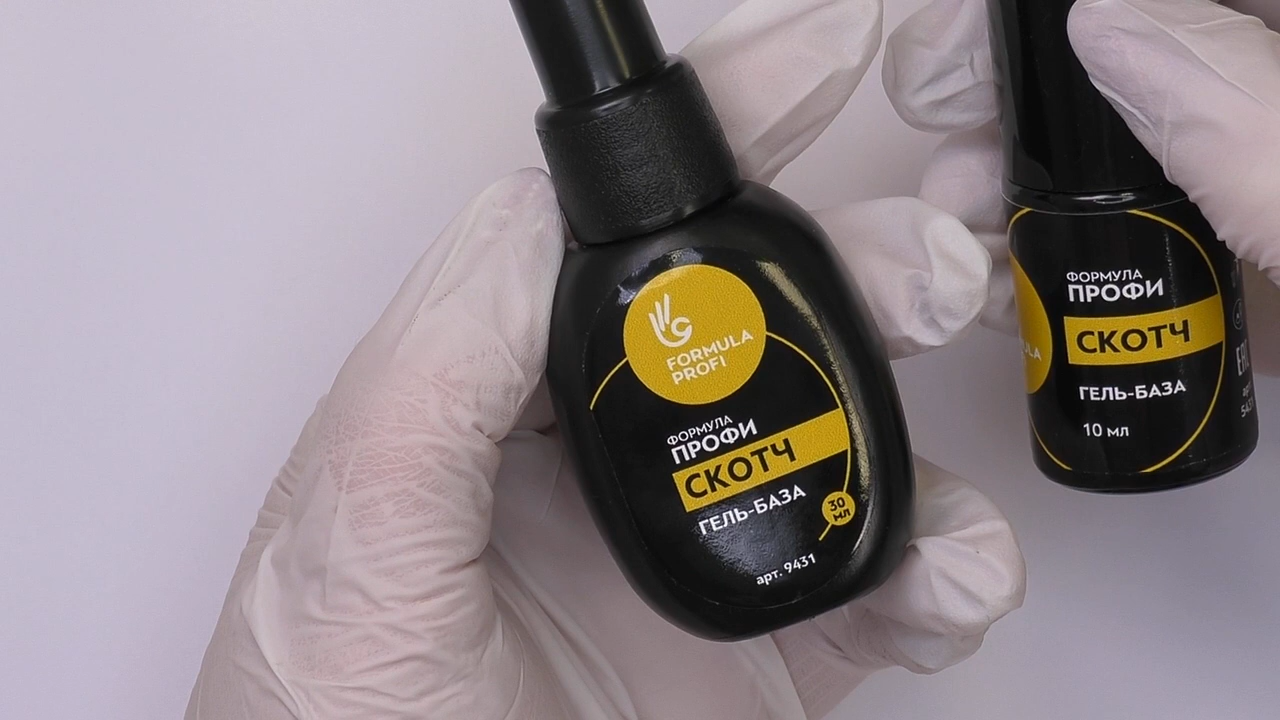 FORMULA
PROFI
ФОРМУЛА
ПРОФИ
СКОТЧ
ГЕЛЬ-БАЗА
30
мл
арт. 9431
ФОРМУЛА
ПРОФИ
СКОТЧ
ГЕЛЬ-БАЗА
10 мл